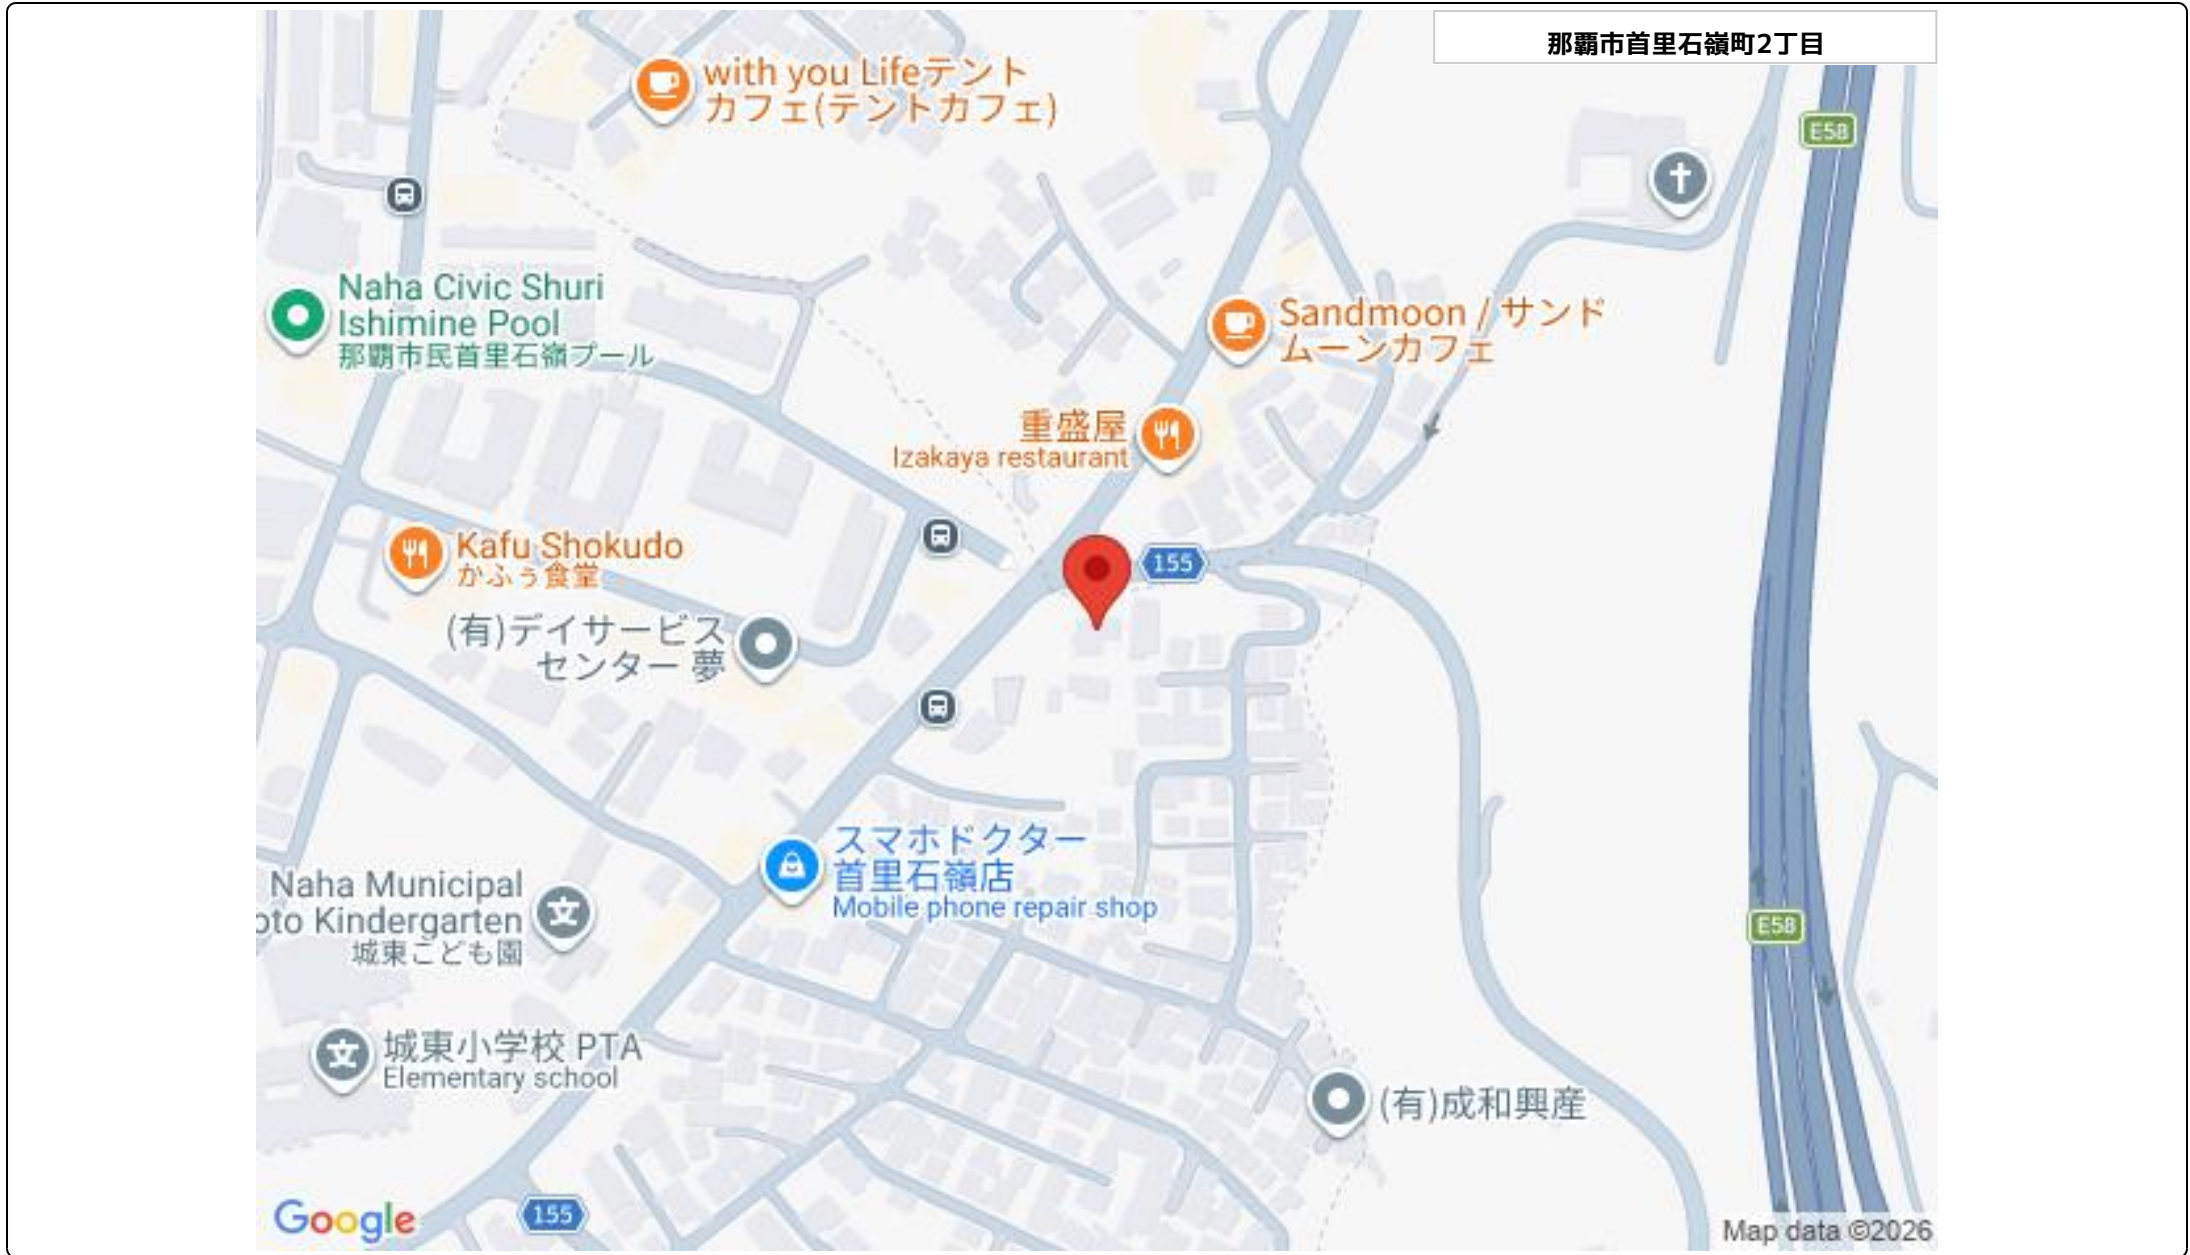 那覇市首里石嶺町2丁目
with you Lifeテント
カフェ(テントカフェ)
E58
Naha Civic Shuri
Ishimine Pool
那覇市民首里石嶺プール
Sandmoon / サンド
ムーンカフェ
重盛屋
Izakaya restaurant
Kafu Shokudo
かふぅ食堂
155
(有)デイサービス
センター 夢
スマホドクター
首里石嶺店
Mobile phone repair shop
Naha Municipal
oto Kindergarten
城東こども園
文
E58
城東小学校 PTA
Elementary school
文
(有)成和興産
155
Google
Map data ©2026